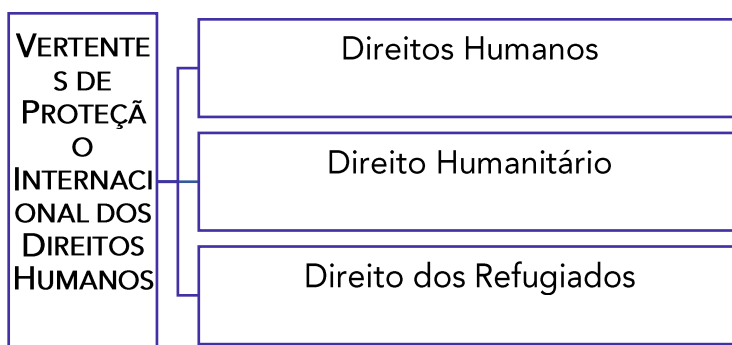 VERTENTE
S DE
PROTEÇÃ
O
INTERNACI
ONAL DOS
DIREITOS
HUMANOS
Direitos Humanos
Direito Humanitário
Direito dos Refugiados